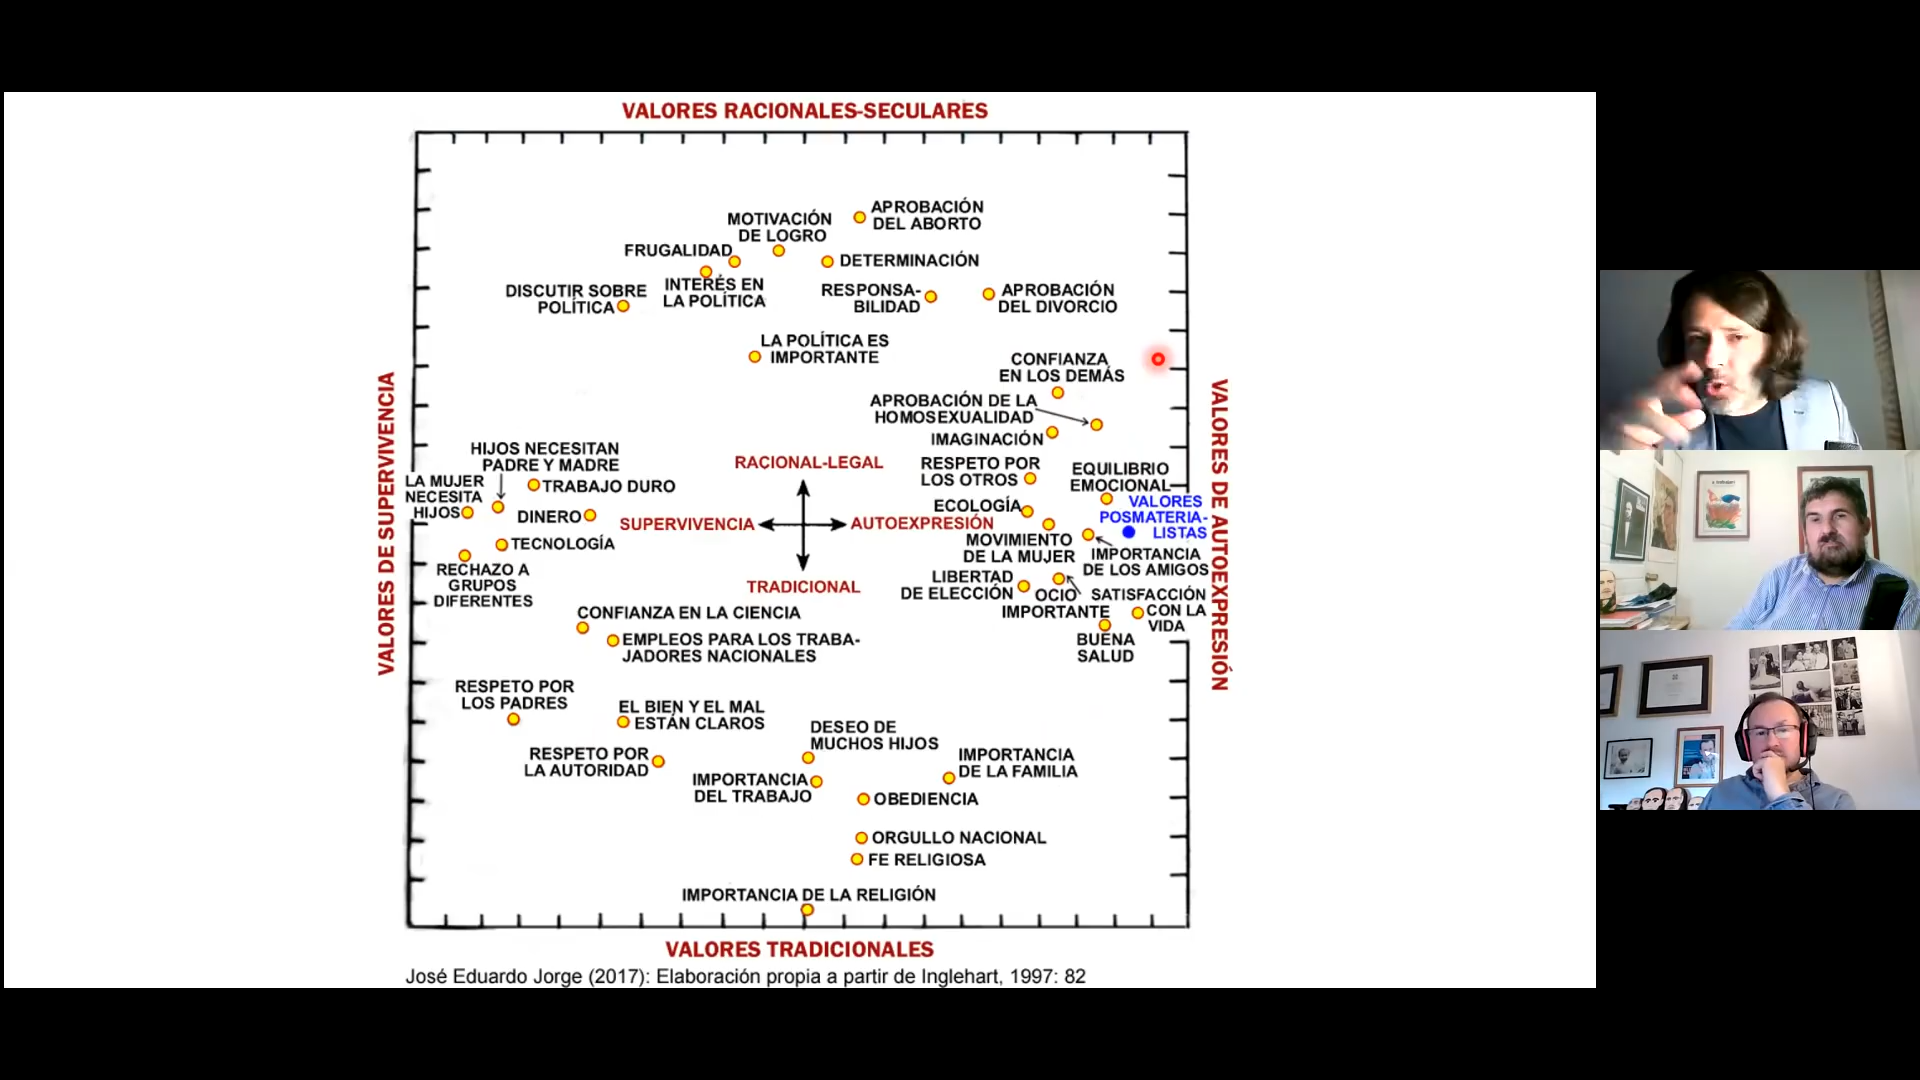 VALORES RACIONALES-SECULARES
APROBACIÓN
DEL ABORTO
MOTIVACIÓN
DE LOGRO
FRUGALIDAD
DETERMINACIÓN
INTERÉS EN
LA POLÍTICA
DISCUTIR SOBRE
POLÍTICA
RESPONSA-
BILIDAD
APROBACIÓN
DEL DIVORCIO
LA POLÍTICA ES
IMPORTANTE
CONFIANZA
EN LOS DEMÁS
APROBACIÓN DE LA
HOMOSEXUALIDAD
IMAGINACIÓN
VALORES DE SUPERVIVENCIA
VALORES DE AUTOEXPRESIÓN
HIJOS NECESITAN
PADRE Y MADRE
LA MUJER
NECESITA
HIJOS
TRABAJO DURO
DINERO
TECNOLOGÍA
RECHAZO A
GRUPOS
DIFERENTES
RACIONAL-LEGAL
SUPERVIVENCIA
AUTOEXPRESIÓN
TRADICIONAL
RESPETO POR
LOS OTROS
EQUILIBRIO
EMOCIONAL
ECOLOGÍA
VALORES
POSMATERIA-
LISTAS
MOVIMIENTO
DE LA MUJER
IMPORTANCIA
DE LOS AMIGOS
LIBERTAD
DE ELECCIÓN
OCIO
IMPORTANTE
SATISFACCIÓN
CON LA
VIDA
BUENA
SALUD
CONFIANZA EN LA CIENCIA
EMPLEOS PARA LOS TRABA-
JADORES NACIONALES
RESPETO POR
LOS PADRES
EL BIEN Y EL MAL
ESTÁN CLAROS
RESPETO POR
LA AUTORIDAD
DESEO DE
MUCHOS HIJOS
IMPORTANCIA
DEL TRABAJO
IMPORTANCIA
DE LA FAMILIA
OBEDIENCIA
ORGULLO NACIONAL
FE RELIGIOSA
IMPORTANCIA DE LA RELIGIÓN
VALORES TRADICIONALES
José Eduardo Jorge (2017): Elaboración propia a partir de Inglehart, 1997: 82